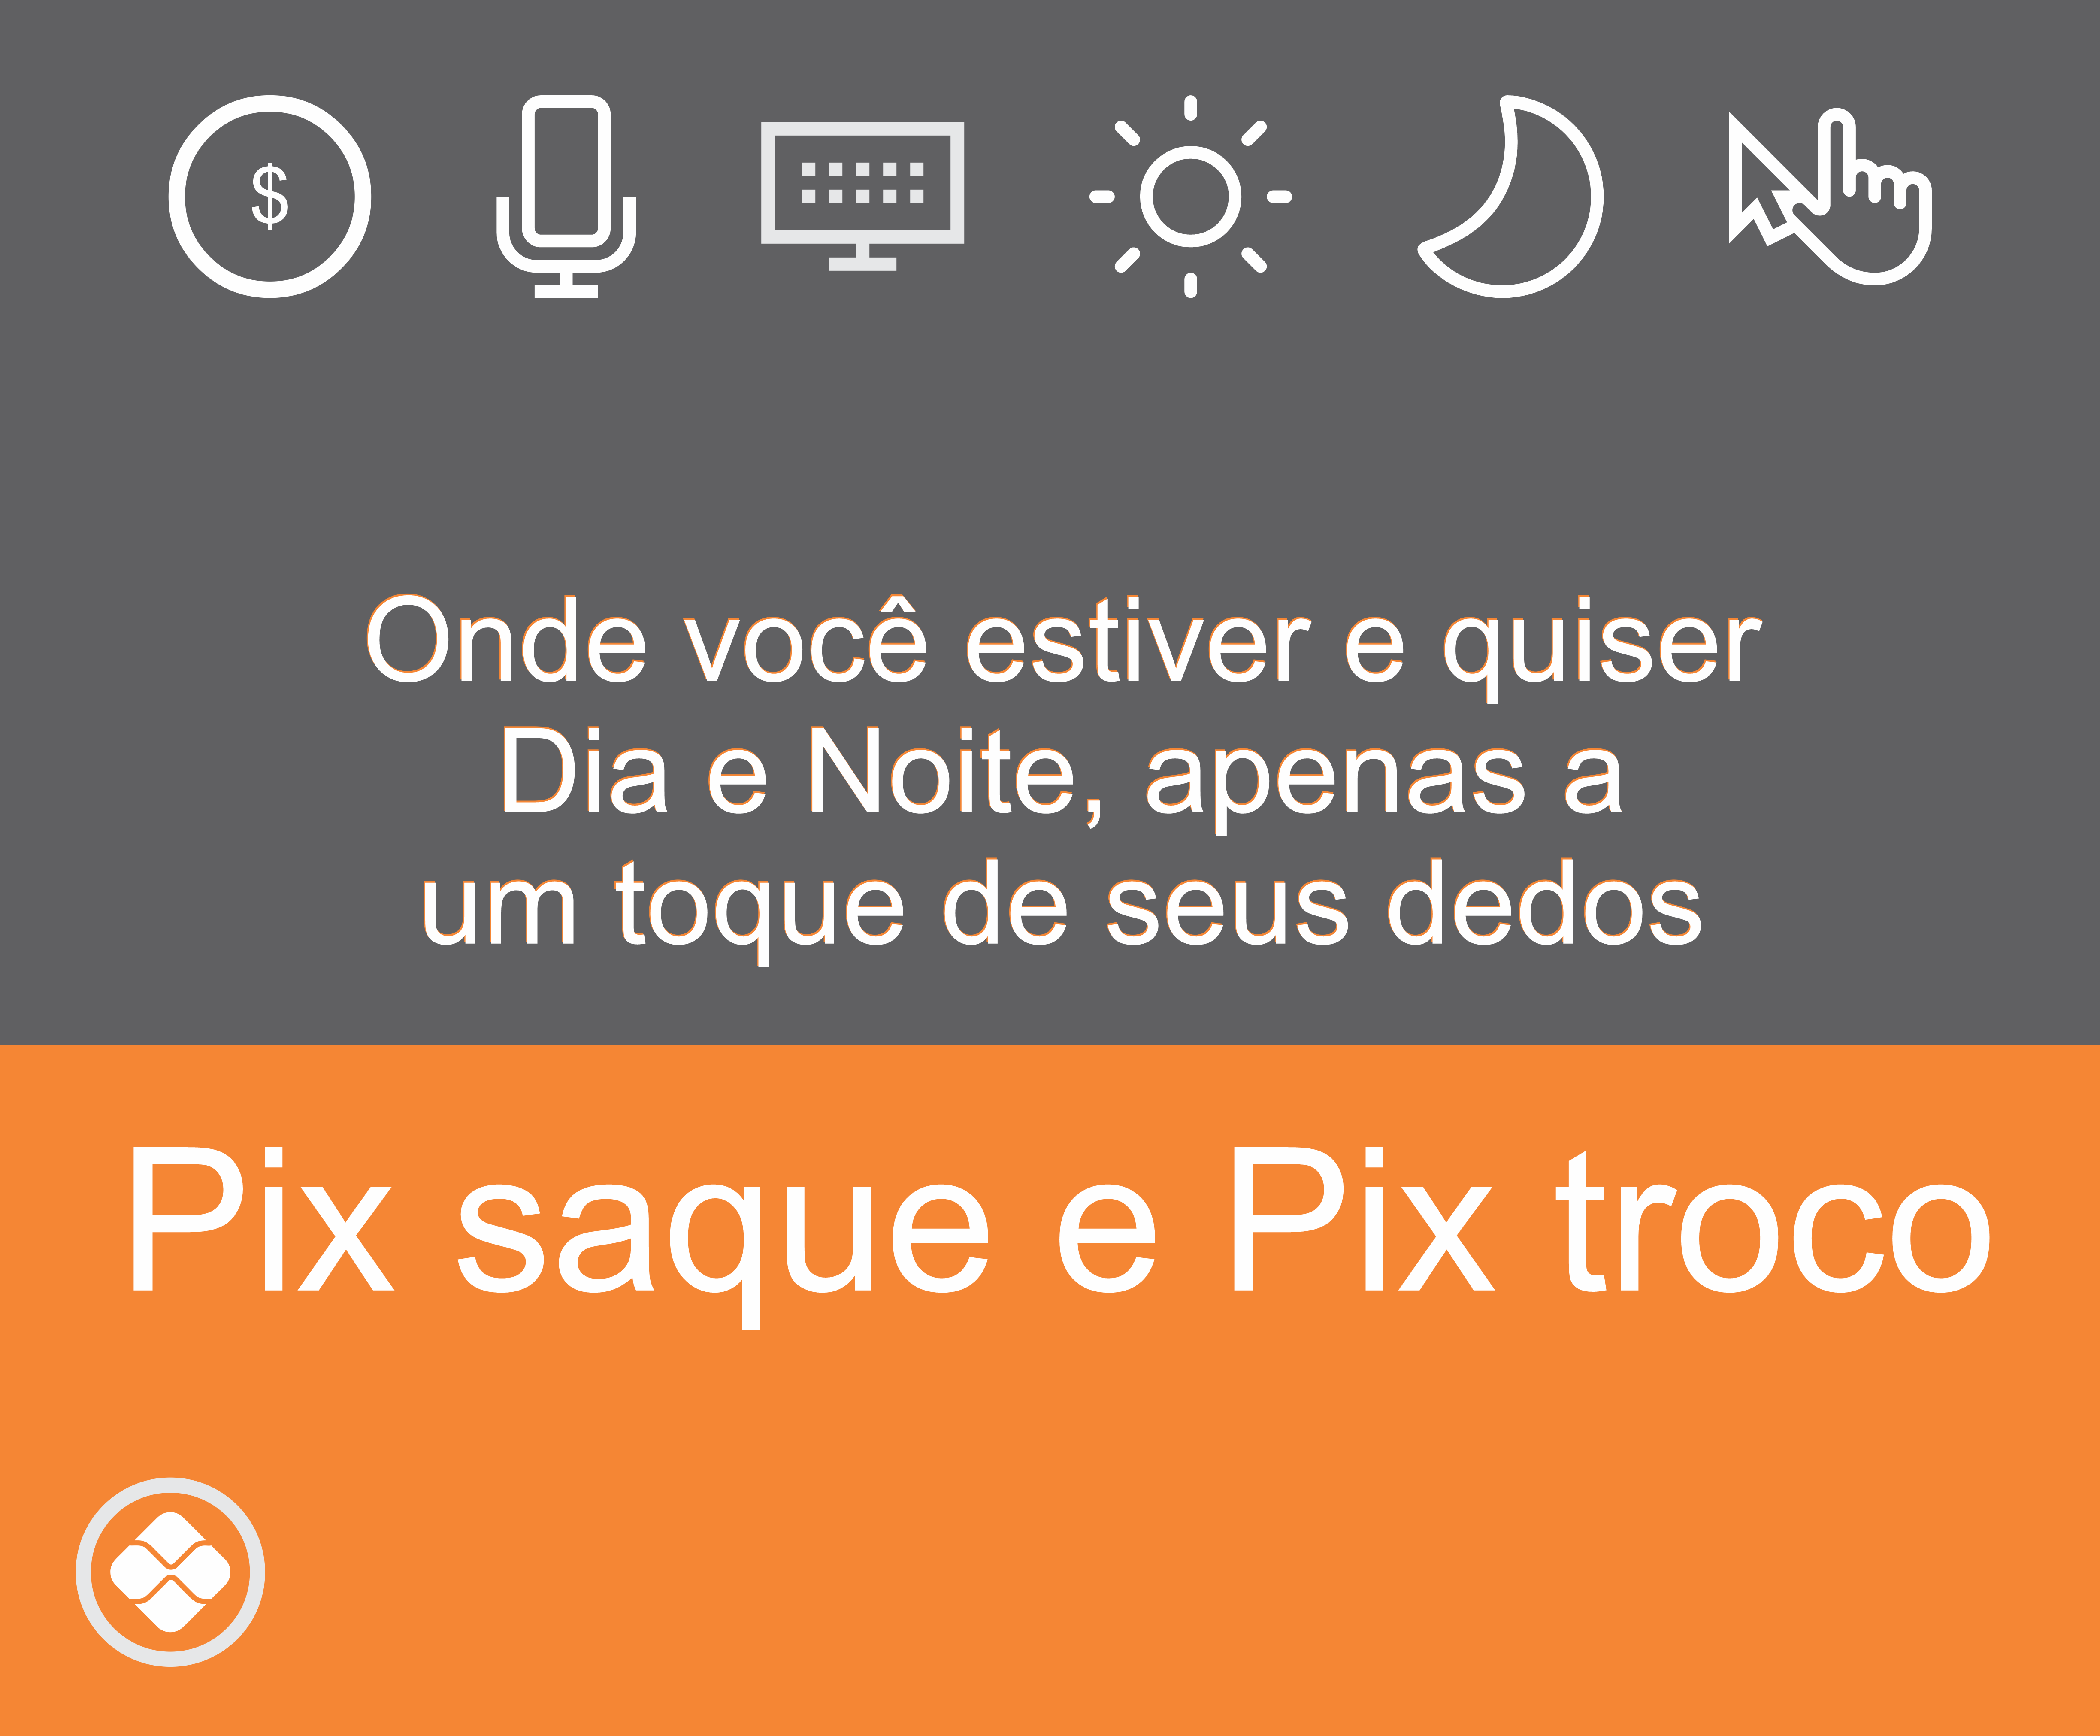 $
Onde você estiver e quiser
Dia e Noite, apenas a
um toque de seus dedos
Pix saque e Pix troco